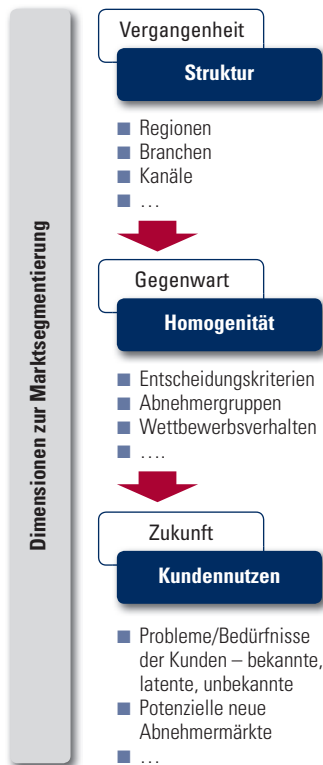 Dimensionen zur Marktsegmentierung
Vergangenheit
Struktur
■ Regionen
■ Branchen
■ Kanäle
■ …
Gegenwart
Homogenität
■ Entscheidungskriterien
■ Abnehmergruppen
■ Wettbewerbsverhalten
■ ….
Zukunft
Kundennutzen
■ Probleme/Bedürfnisse
der Kunden – bekannte,
latente, unbekannte
■ Potenzielle neue
Abnehmermärkte
■ …